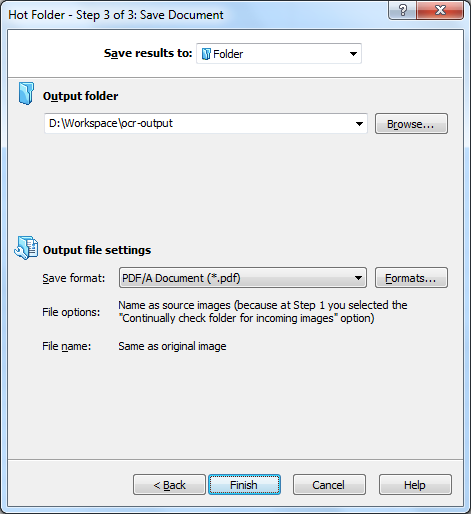 Hot Folder - Step 3 of 3: Save Document
?
Save results to: Folder
Output folder
D:\Workspace\ocr-output Browse...
Output file settings
Save format: PDF/A Document (*.pdf) Formats...
File options: Name as source images (because at Step 1 you selected the
"Continually check folder for incoming images" option)
File name: Same as original image
< Back Finish Cancel Help